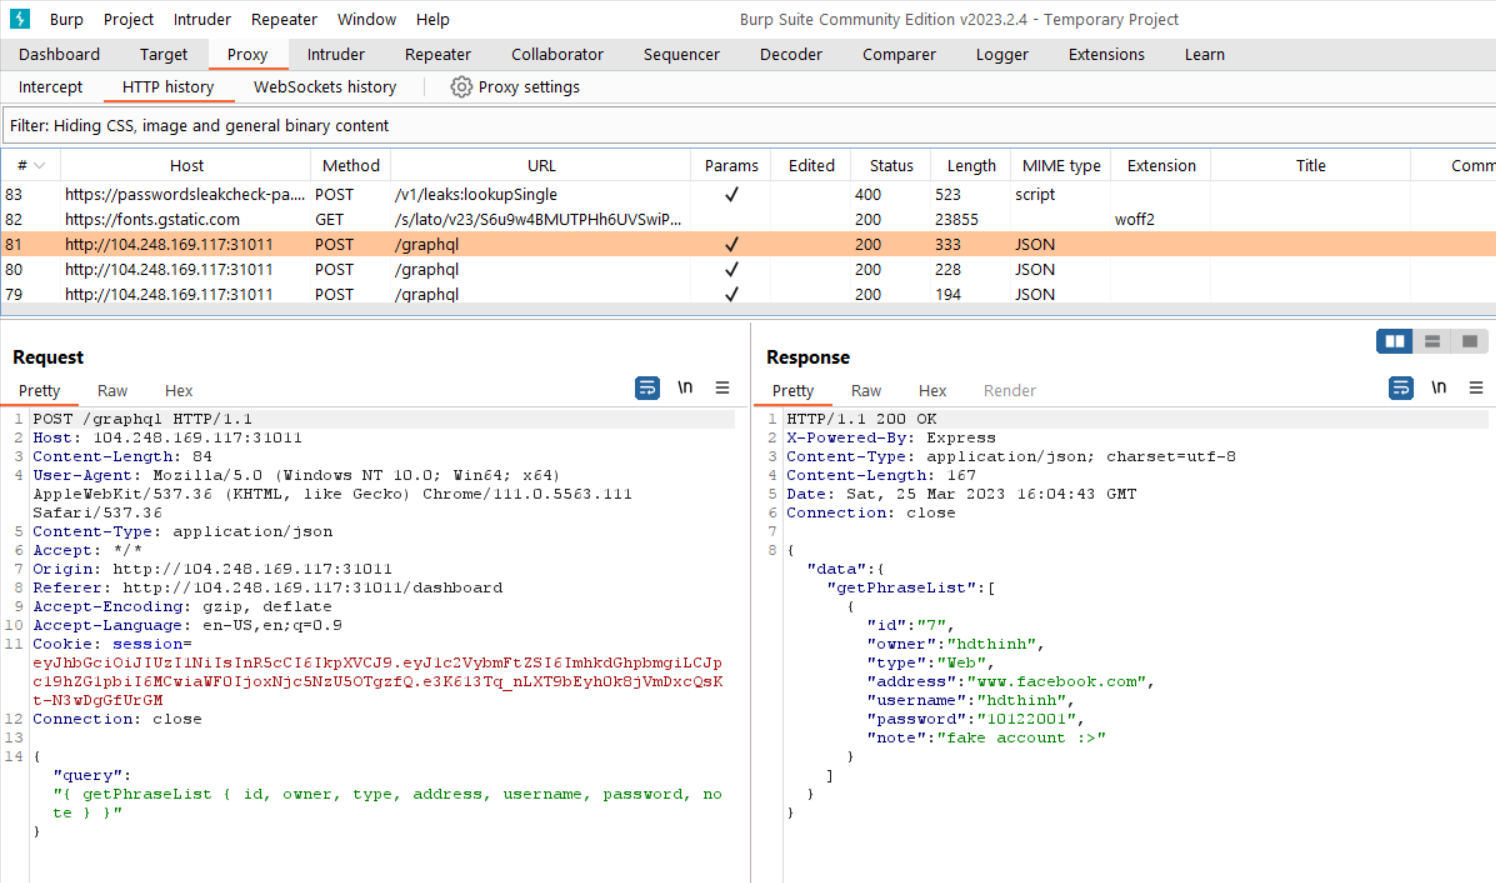 Burp Project Intruder Repeater Window Help Burp Suite Community Edition v2023.2.4 - Temporary Project
Dashboard Target Proxy Intruder Repeater Collaborator Sequencer Decoder Comparer Logger Extensions Learn
Intercept HTTP history WebSockets history Proxy settings
Filter: Hiding CSS, image and general binary content
# Host Method URL Params Edited Status Length MIME type Extension Title Comm
83 https://passwordsleakcheck-pa.... POST /v1/leaks:lookupSingle ✓ 400 523 script
82 https://fonts.gstatic.com GET /s/lato/v23/S6u9w4BMUTPHh6UVSwiP... 200 23855 woff2
81 http://104.248.169.117:31011 POST /graphql ✓ 200 333 JSON
80 http://104.248.169.117:31011 POST /graphql ✓ 200 228 JSON
79 http://104.248.169.117:31011 POST /graphql ✓ 200 194 JSON
Request
Pretty Raw Hex \n
1 POST /graphql HTTP/1.1
2 Host: 104.248.169.117:31011
3 Content-Length: 84
4 User-Agent: Mozilla/5.0 (Windows NT 10.0; Win64; x64)
AppleWebKit/537.36 (KHTML, like Gecko) Chrome/111.0.5563.111
Safari/537.36
5 Content-Type: application/json
6 Accept: */*
7 Origin: http://104.248.169.117:31011
8 Referer: http://104.248.169.117:31011/dashboard
9 Accept-Encoding: gzip, deflate
10 Accept-Language: en-US,en;q=0.9
11 Cookie: session=
eyJhbGciOiJIUzI1NiIsInR5cCI6IkpXVCJ9.eyJ1c2VybmFtZSI6ImhkdGhpbmgiLCJp
c19hZG1pbiI6MCwiaWF0IjoxNjc5NzU5OTgzfQ.e3K613Tq_nLXT9bEyh0k8jVmDxcQsK
t-N3wDgGfUrGM
12 Connection: close
13
14 {
"query":
"{ getPhraseList { id, owner, type, address, username, password, no
te } }"
}
Response
Pretty Raw Hex Render \n
1 HTTP/1.1 200 OK
2 X-Powered-By: Express
3 Content-Type: application/json; charset=utf-8
4 Content-Length: 167
5 Date: Sat, 25 Mar 2023 16:04:43 GMT
6 Connection: close
7
8 {
"data":{
"getPhraseList":[
{
"id":"7",
"owner":"hdthinh",
"type":"Web",
"address":"www.facebook.com",
"username":"hdthinh",
"password":"10122001",
"note":"fake account :>"
}
]
}
}